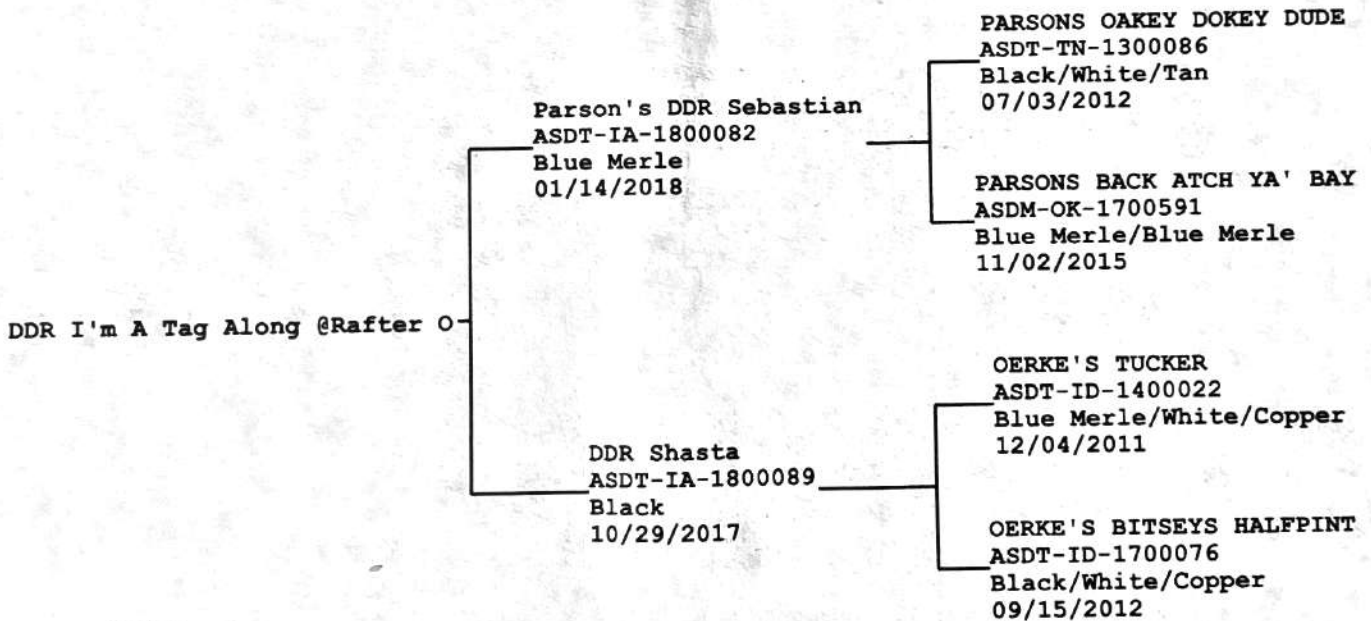 PARSONS OAKEY DOKEY DUDE
ASDT-TN-1300086
Black/White/Tan
07/03/2012
Parson's DDR Sebastian
ASDT-IA-1800082
Blue Merle
01/14/2018
PARSONS BACK ATCH YA' BAY
ASDM-OK-1700591
Blue Merle/Blue Merle
11/02/2015
DDR I'm A Tag Along @Rafter O
OERKE'S TUCKER
ASDT-ID-1400022
Blue Merle/White/Copper
12/04/2011
DDR Shasta
ASDT-IA-1800089
Black
10/29/2017
OERKE'S BITSEYS HALFPINT
ASDT-ID-1700076
Black/White/Copper
09/15/2012